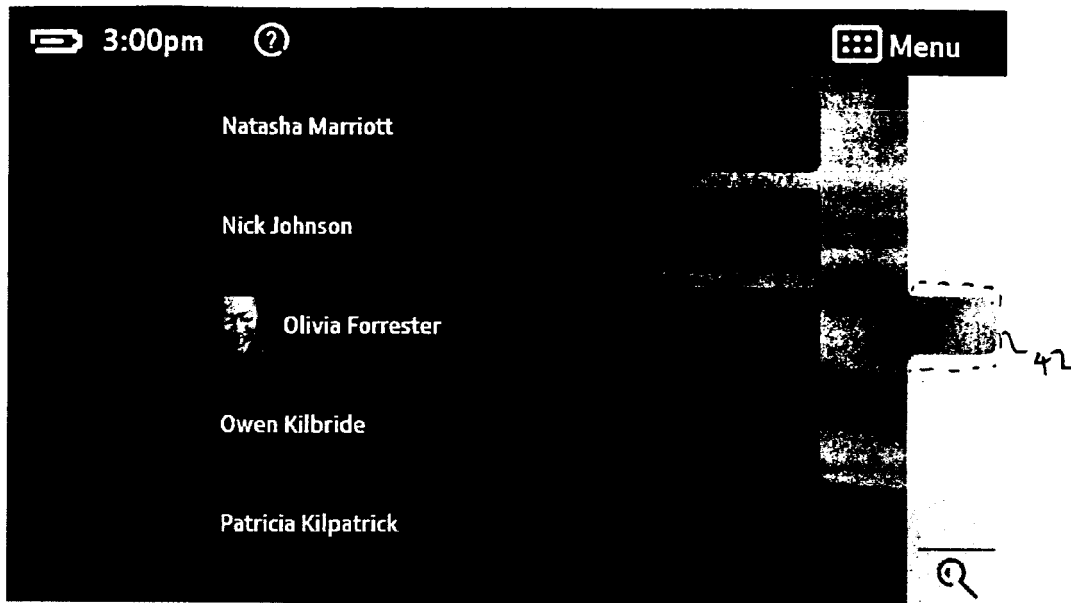 3:00pm ? Menu
Natasha Marriott
Nick Johnson
Olivia Forrester
42
Owen Kilbride
Patricia Kilpatrick